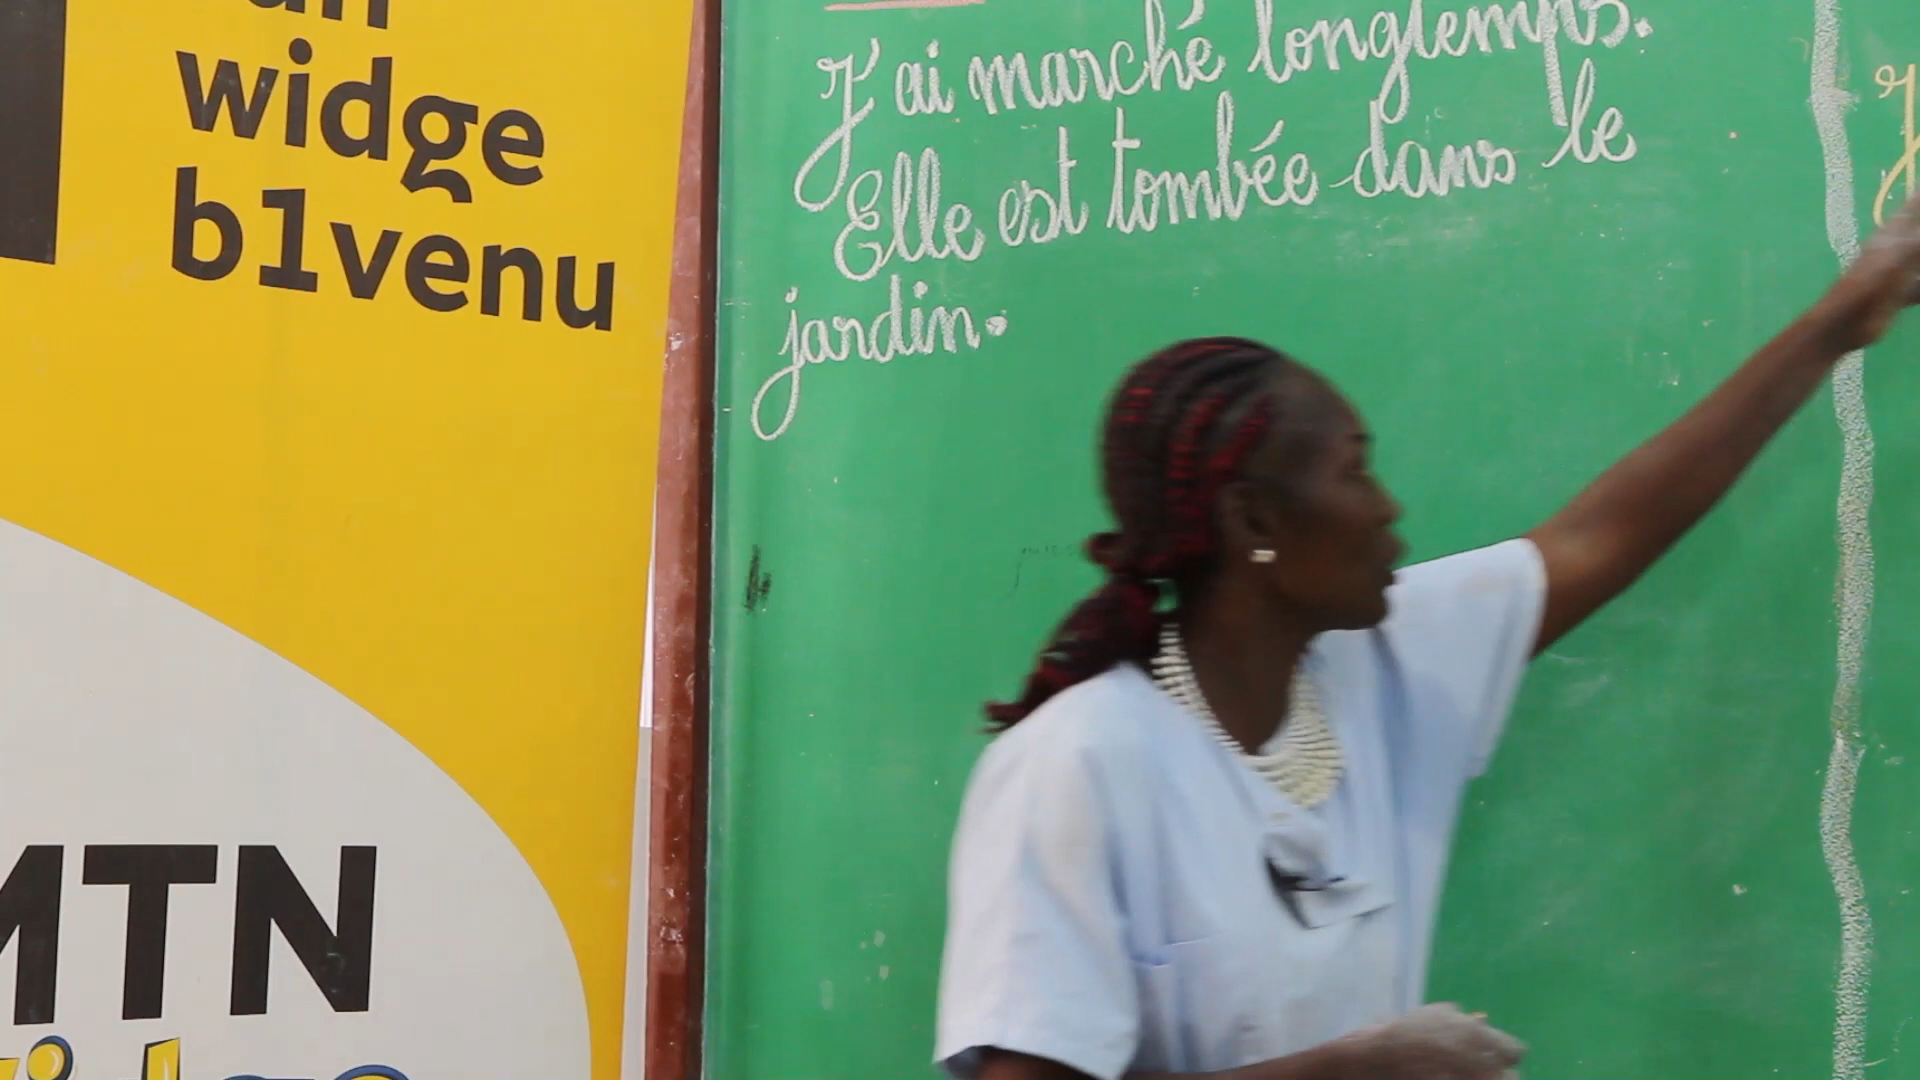 widge
b1venu
MTN
J'ai marché longtemps.
Elle est tombée dans le
jardin.